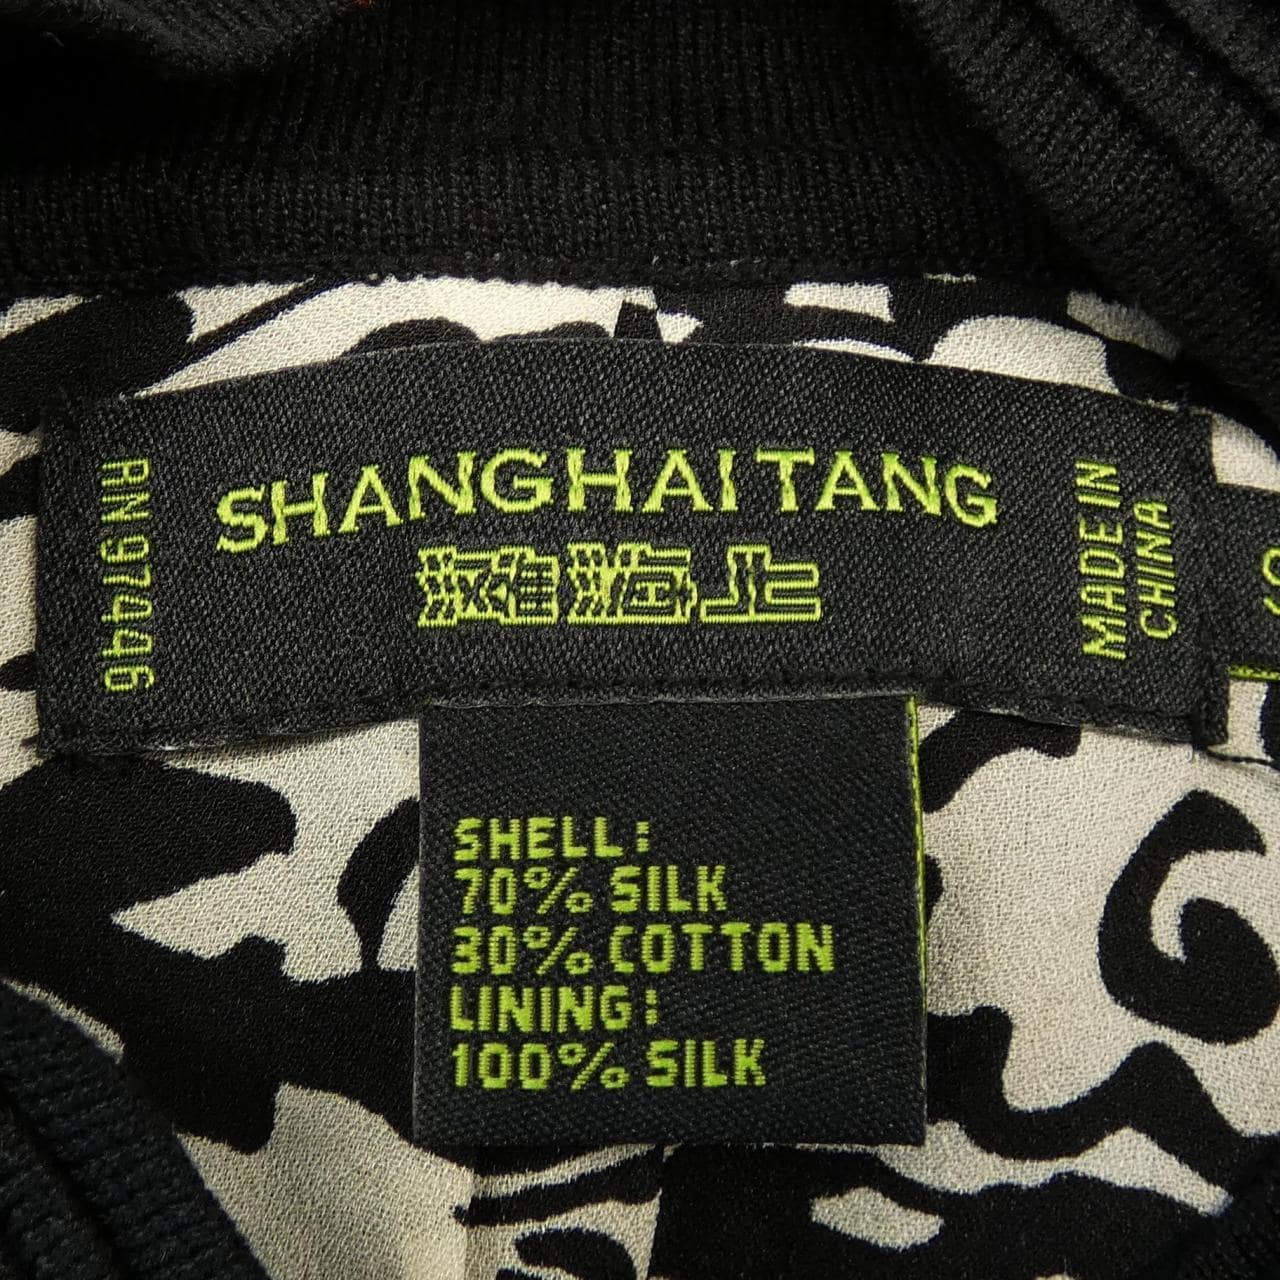 RN 97446
SHANGHAI TANG
灘海上
MADE IN
CHINA
SHELL:
70% SILK
30% COTTON
LINING:
100% SILK